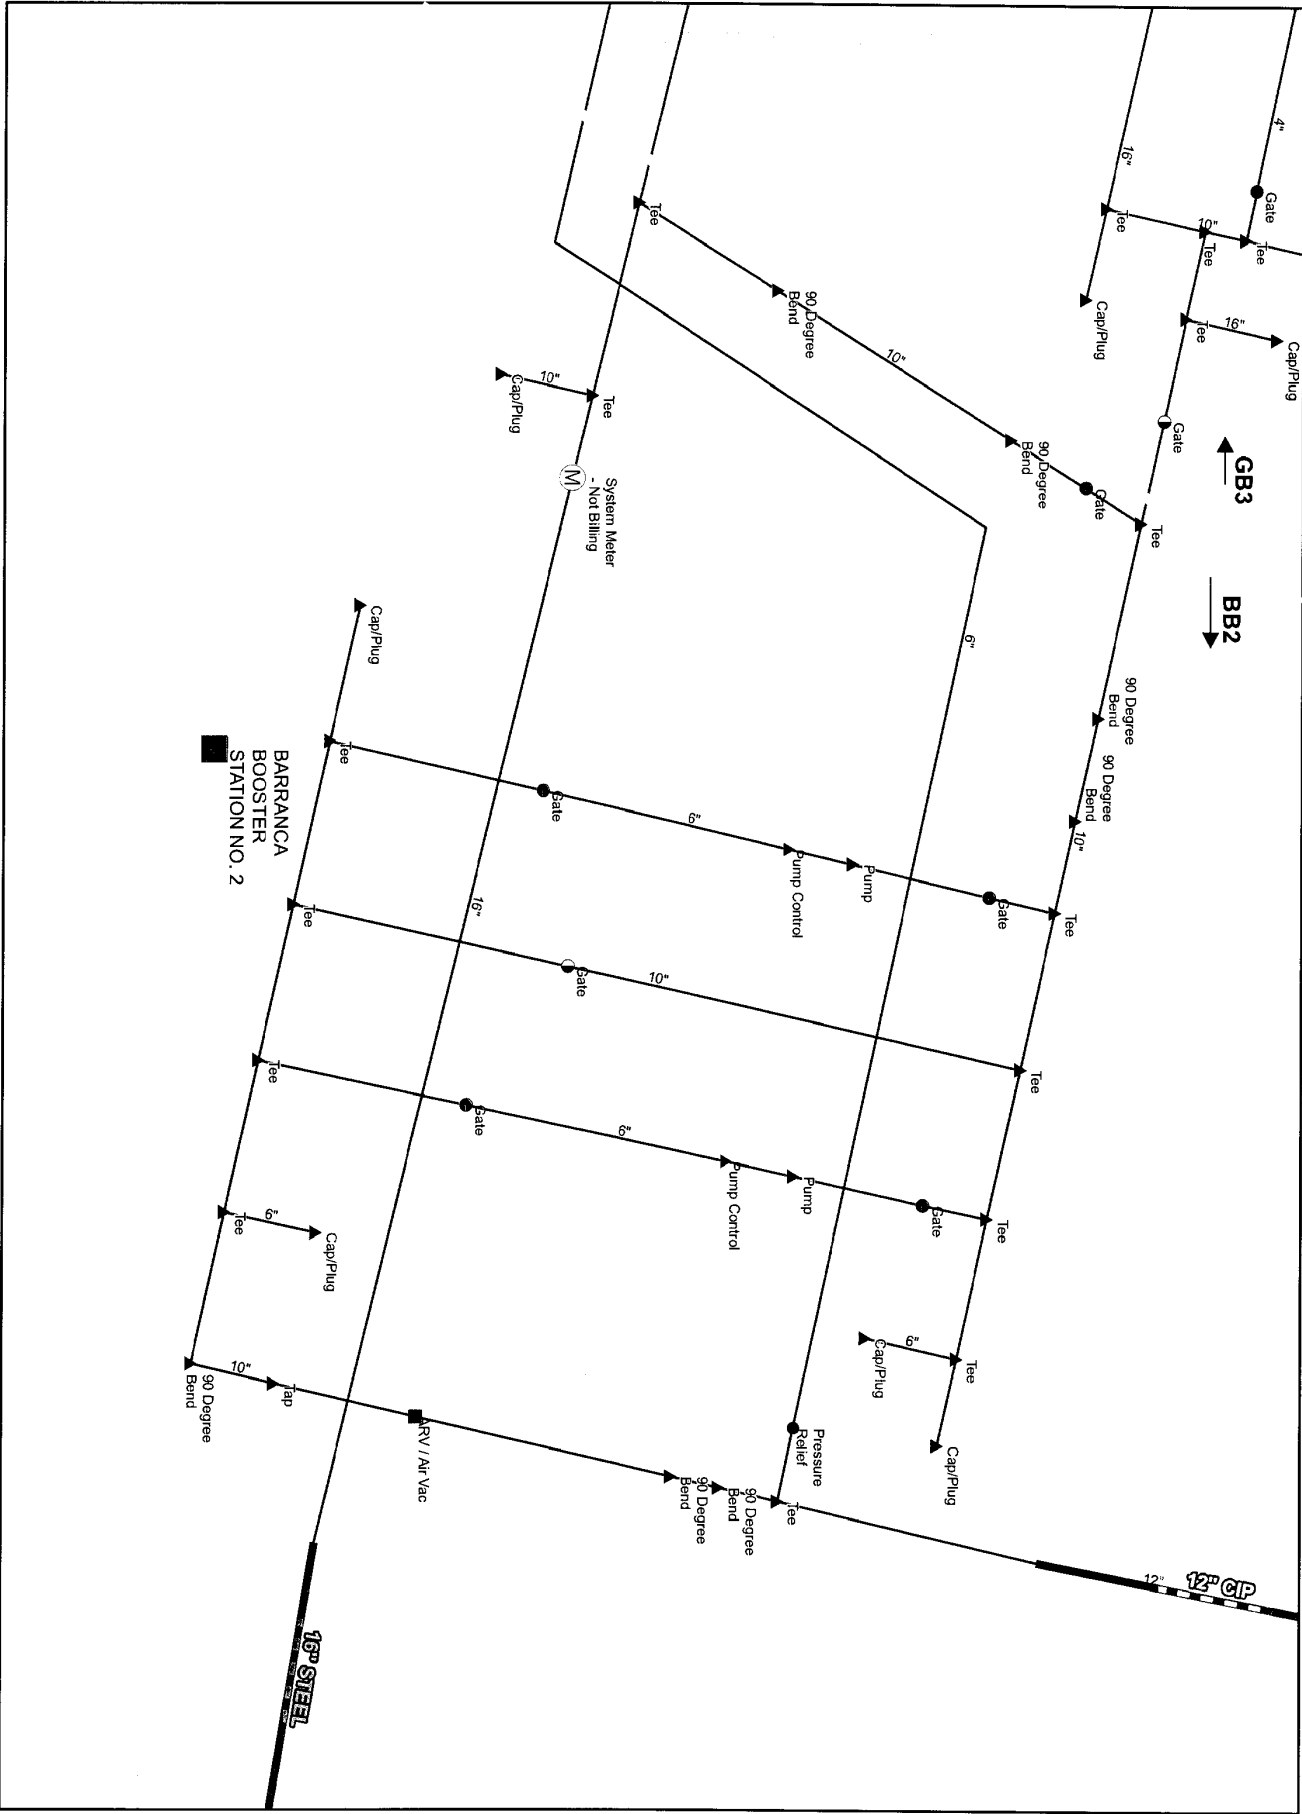 4"
Gate
Tee
10"
Tee
16"
Tee
Cap/Plug
16"
Cap/Plug
Tee
Gate
GB3
BB2
Tee
90 Degree
Bend
10"
90 Degree
Bend
Gate
Tee
10"
Cap/Plug
Tee
System Meter
- Not Billing
M
6"
90 Degree
Bend
90 Degree
Bend
10"
Cap/Plug
Tee
BARRANCA
BOOSTER
STATION NO. 2
Gate
6"
Pump Control
Pump
Gate
Tee
16"
Tee
Gate
10"
Tee
Tee
Gate
6"
Pump Control
Pump
Gate
Tee
Tee
6"
Cap/Plug
6"
Cap/Plug
Tee
Cap/Plug
90 Degree
Bend
10"
Tap
ARV / Air Vac
Pressure
Relief
90 Degree
Bend
90 Degree
Bend
Tee
12"
12" CIP
16" STEEL